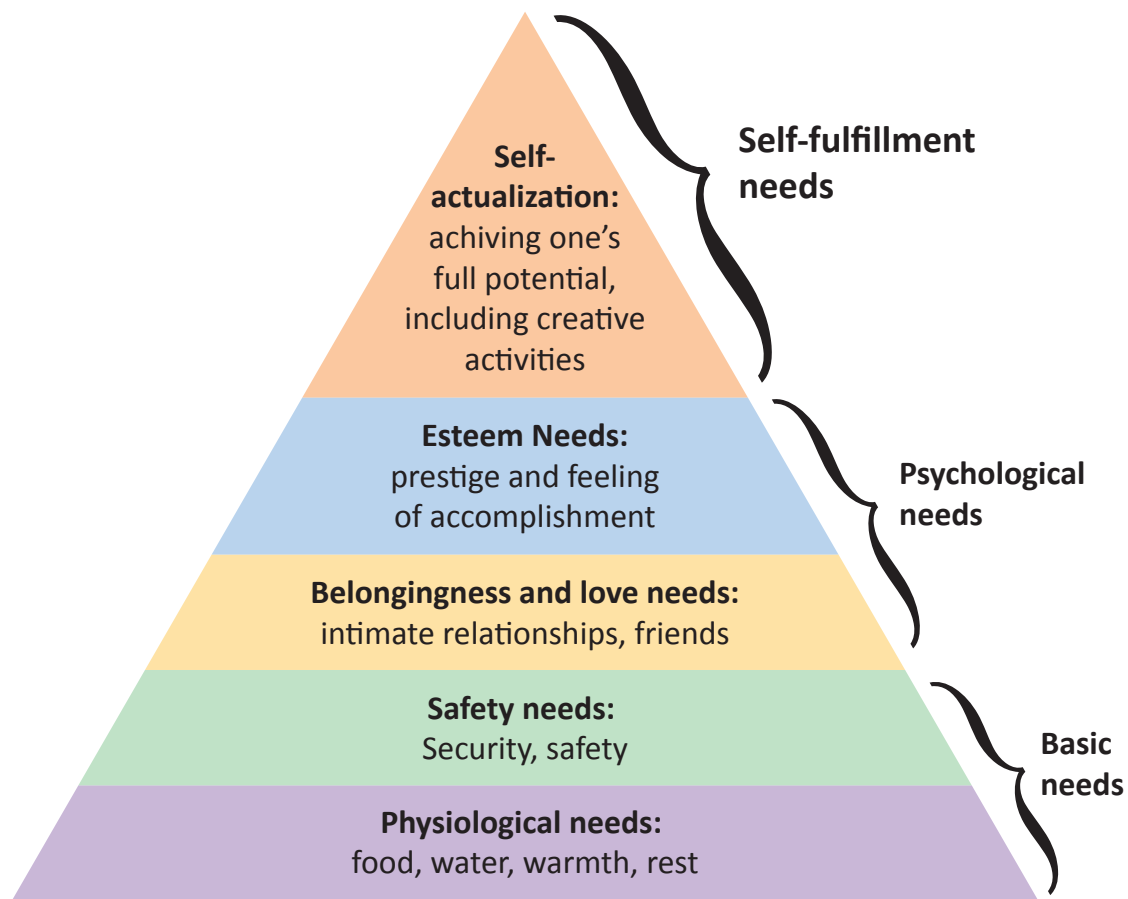 Self-
actualization:
achiving one’s
full potential,
including creative
activities
Self-fulfillment
needs
Esteem Needs:
prestige and feeling
of accomplishment
Psychological
needs
Belongingness and love needs:
intimate relationships, friends
Safety needs:
Security, safety
Basic
needs
Physiological needs:
food, water, warmth, rest